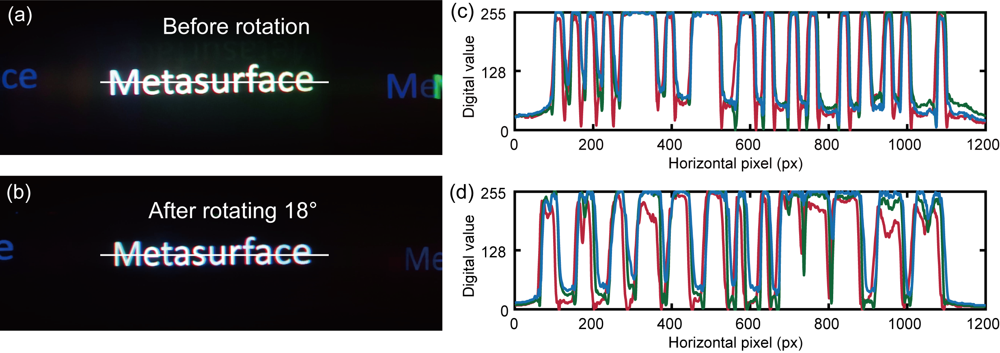 (a)
Before rotation
ce
Metasurface
Me
(b)
After rotating 18°
e
Metasurface
Me
(c)
255
128
0
Digital value
0 200 400 600 800 1000 1200
Horizontal pixel (px)
(d)
255
128
0
Digital value
0 200 400 600 800 1000 1200
Horizontal pixel (px)